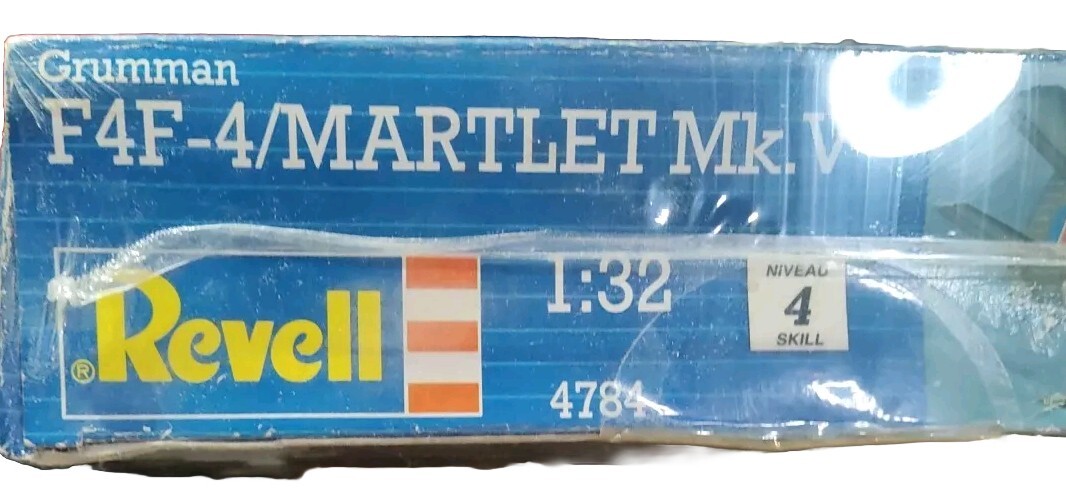 Grumman
F4F-4/MARTLET Mk.V
® Revell
1:32
4784
NIVEAU
4
SKILL